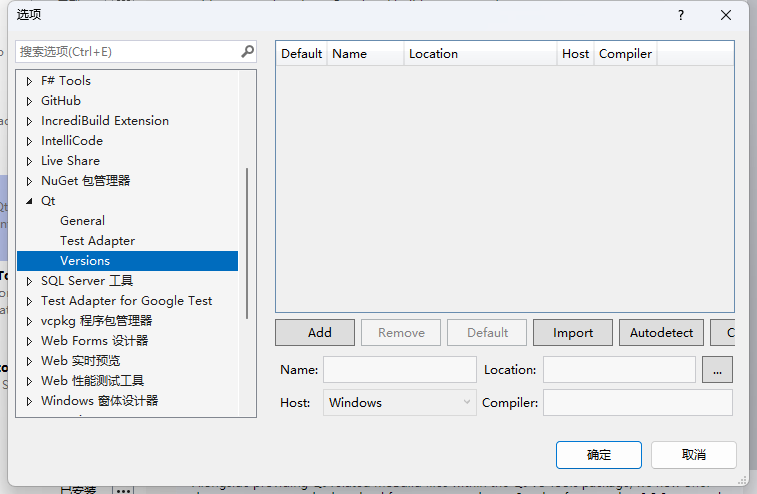 选项
搜索选项(Ctrl+E)
F# Tools
GitHub
IncrediBuild Extension
IntelliCode
Live Share
NuGet 包管理器
Qt
General
Test Adapter
Versions
SQL Server 工具
Test Adapter for Google Test
vcpkg 程序包管理器
Web Forms 设计器
Web 实时预览
Web 性能测试工具
Windows 窗体设计器
Default Name Location Host Compiler
Add Remove Default Import Autodetect C
Name: Location: ...
Host: Windows Compiler:
确定 取消
已安装